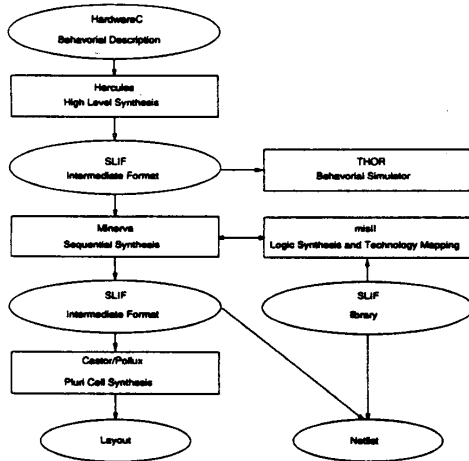 HardwareC
Behavorial Description
Hercules
High Level Synthesis
SLIF
Intermediate Format
THOR
Behavorial Simulator
Minerva
Sequential Synthesis
misII
Logic Synthesis and Technology Mapping
SLIF
Intermediate Format
SLIF
library
Castor/Pollux
Pluri Cell Synthesis
Layout
Netlist